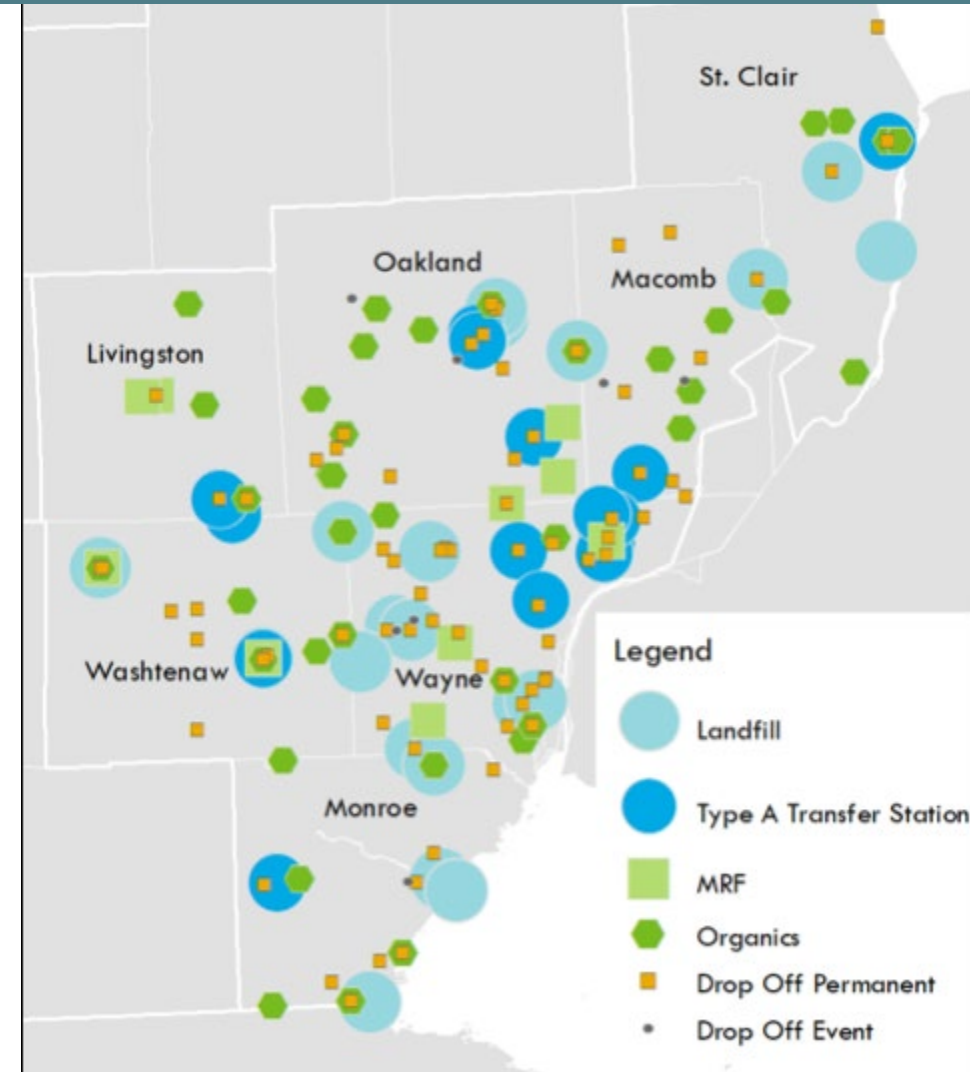 St. Clair
Oakland
Macomb
Livingston
Washtenaw
Wayne
Monroe
Legend
Landfill
Type A Transfer Station
MRF
Organics
Drop Off Permanent
Drop Off Event